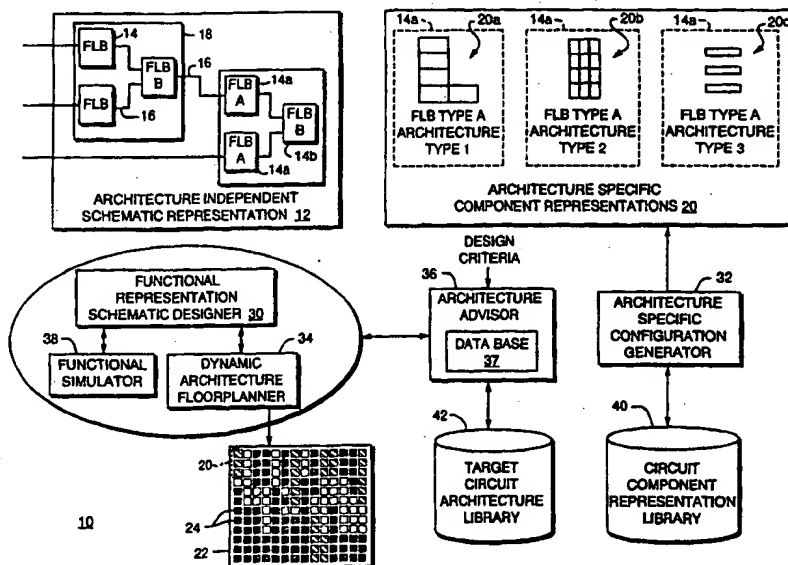 14
18
FLB
FLB
B
16
14a
FLB
16
FLB
A
FLB
B
FLB
A
14a
14b
ARCHITECTURE INDEPENDENT
SCHEMATIC REPRESENTATION 12
14a
20a
FLB TYPE A
ARCHITECTURE
TYPE 1
14a
20b
FLB TYPE A
ARCHITECTURE
TYPE 2
14a
20c
FLB TYPE A
ARCHITECTURE
TYPE 3
ARCHITECTURE SPECIFIC
COMPONENT REPRESENTATIONS 20
FUNCTIONAL
REPRESENTATION
SCHEMATIC DESIGNER 30
38
FUNCTIONAL
SIMULATOR
34
DYNAMIC
ARCHITECTURE
FLOORPLANNER
DESIGN
CRITERIA
36
ARCHITECTURE
ADVISOR
DATA BASE
37
32
ARCHITECTURE
SPECIFIC
CONFIGURATION
GENERATOR
42
TARGET
CIRCUIT
ARCHITECTURE
LIBRARY
40
CIRCUIT
COMPONENT
REPRESENTATION
LIBRARY
20
24
22
10